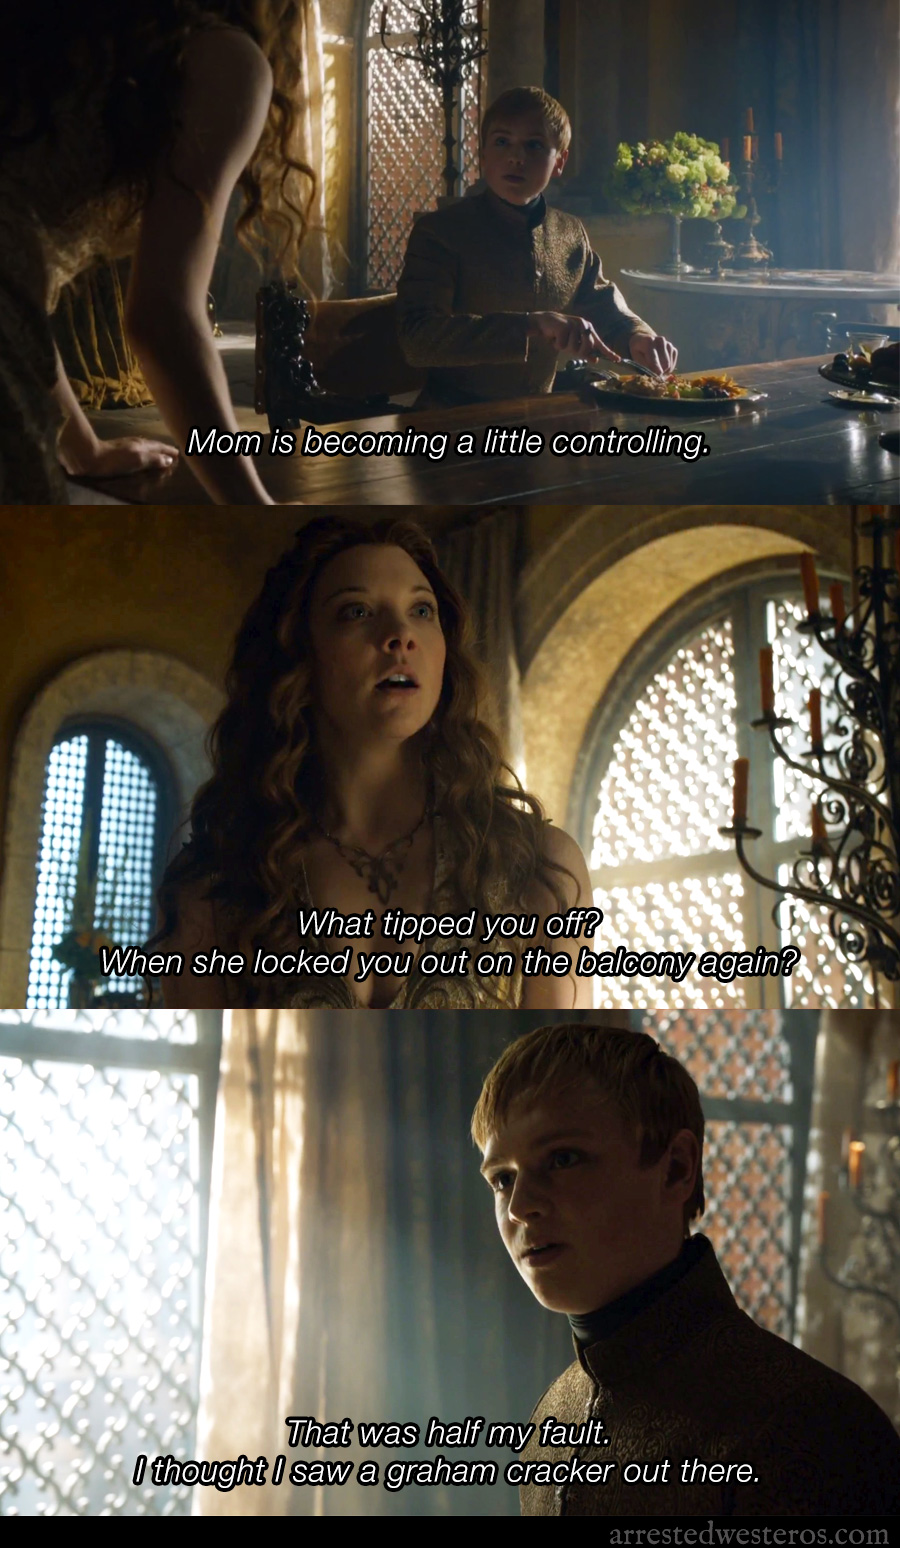 Mom is becoming a little controlling.
What tipped you off?
When she locked you out on the balcony again?
That was half my fault.
I thought I saw a graham cracker out there.
arrestedwesteros.com